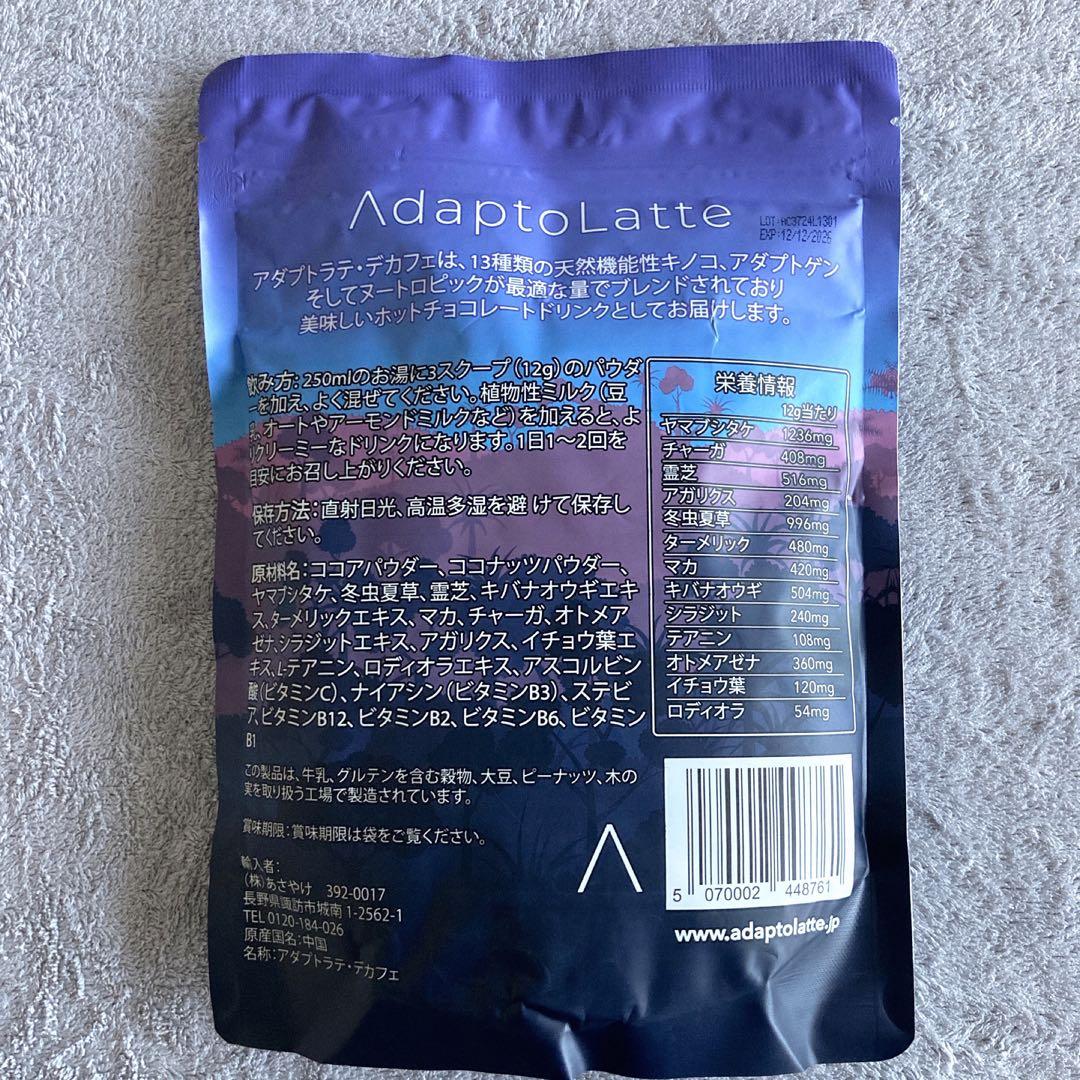 AdaptoLatte
LOT:AC3724L1301
EXP:12/12/2026
アダプトラテ・デカフェは、13種類の天然機能性キノコ、アダプトゲン
そしてヌートロピックが最適な量でブレンドされており
美味しいホットチョコレートドリンクとしてお届けします。
飲み方: 250mlのお湯に3スクープ(12g)のパウダ
ーを加え、よく混ぜてください。植物性ミルク(豆
乳、オートやアーモンドミルクなど)を加えると、よ
りクリーミーなドリンクになります。1日1〜2回を
目安にお召し上がりください。
保存方法:直射日光、高温多湿を避 けて保存し
てください。
原材料名:ココアパウダー、ココナッツパウダー、
ヤマブシタケ、冬虫夏草、霊芝、キバナオウギエキ
ス、ターメリックエキス、マカ、チャーガ、オトメア
ゼナ、シラジットエキス、アガリクス、イチョウ葉エ
キス、L-テアニン、ロディオラエキス、アスコルビン
酸(ビタミンC)、ナイアシン(ビタミンB3)、ステビ
ア、ビタミンB12、ビタミンB2、ビタミンB6、ビタミン
B1
この製品は、牛乳、グルテンを含む穀物、大豆、ピーナッツ、木の
実を取り扱う工場で製造されています。
賞味期限:賞味期限は袋をご覧ください。
輸入者:
(株)あさやけ 392-0017
長野県諏訪市城南 1-2562-1
TEL 0120-184-026
原産国名:中国
名称:アダプトラテ・デカフェ
栄養情報
12g当たり
ヤマブシタケ 1236mg
チャーガ 408mg
霊芝 516mg
アガリクス 204mg
冬虫夏草 996mg
ターメリック 480mg
マカ 420mg
キバナオウギ 504mg
シラジット 240mg
テアニン 108mg
オトメアゼナ 360mg
イチョウ葉 120mg
ロディオラ 54mg
5 070002 448761
www.adaptolatte.jp